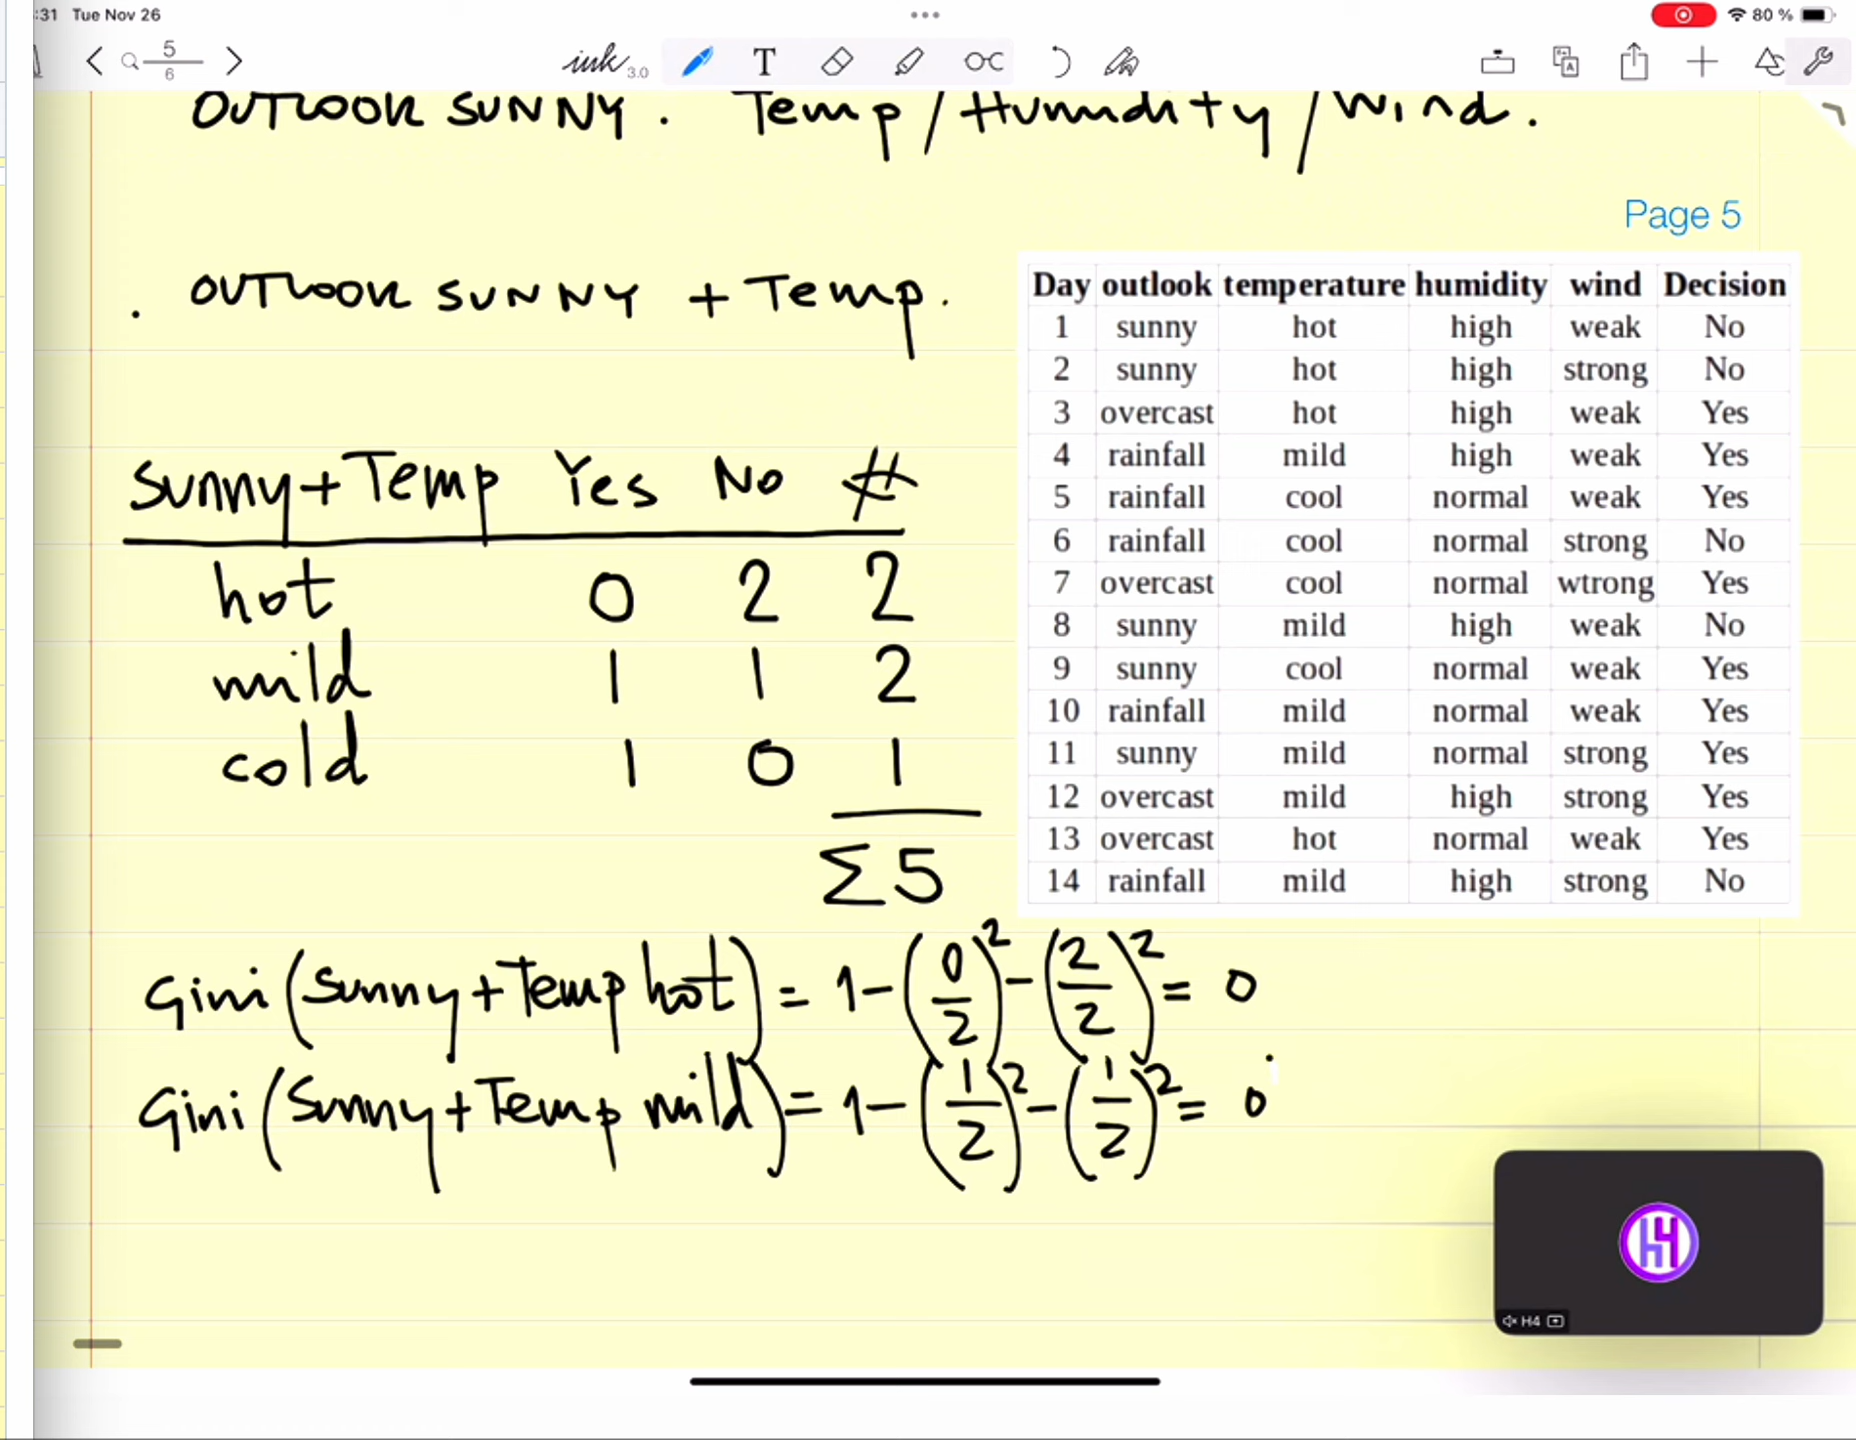 :31 Tue Nov 26 ••• 80 %
5
6
ink 3.0 T
OUTLOOK SUNNY. Temp/Humidity/Wind.
Page 5
. OUTLOOK SUNNY + Temp.
Sunny+Temp Yes No #
hot 0 2 2
mild 1 1 2
cold 1 0 1
Σ5
Day outlook temperature humidity wind Decision
1 sunny hot high weak No
2 sunny hot high strong No
3 overcast hot high weak Yes
4 rainfall mild high weak Yes
5 rainfall cool normal weak Yes
6 rainfall cool normal strong No
7 overcast cool normal wtrong Yes
8 sunny mild high weak No
9 sunny cool normal weak Yes
10 rainfall mild normal weak Yes
11 sunny mild normal strong Yes
12 overcast mild high strong Yes
13 overcast hot normal weak Yes
14 rainfall mild high strong No
Gini(Sunny+Temp hot) = 1-(0/2)²-(2/2)² = 0
Gini(Sunny+Temp mild) = 1-(1/2)²-(1/2)² = 0
H4